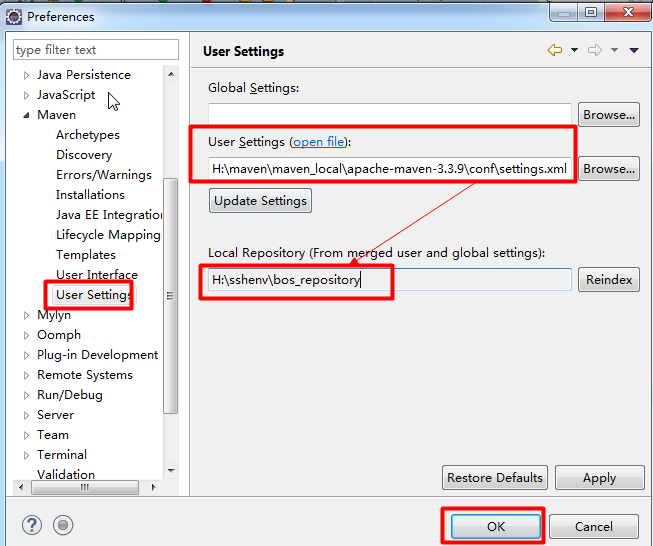 Preferences
type filter text
Java Persistence
JavaScript
Maven
Archetypes
Discovery
Errors/Warnings
Installations
Java EE Integration
Lifecycle Mapping
Templates
User Interface
User Settings
Mylyn
Oomph
Plug-in Development
Remote Systems
Run/Debug
Server
Team
Terminal
Validation
User Settings
Global Settings:
Browse...
User Settings (open file):
H:\maven\maven_local\apache-maven-3.3.9\conf\settings.xml
Browse...
Update Settings
Local Repository (From merged user and global settings):
H:\sshenv\bos_repository
Reindex
Restore Defaults
Apply
?
OK
Cancel